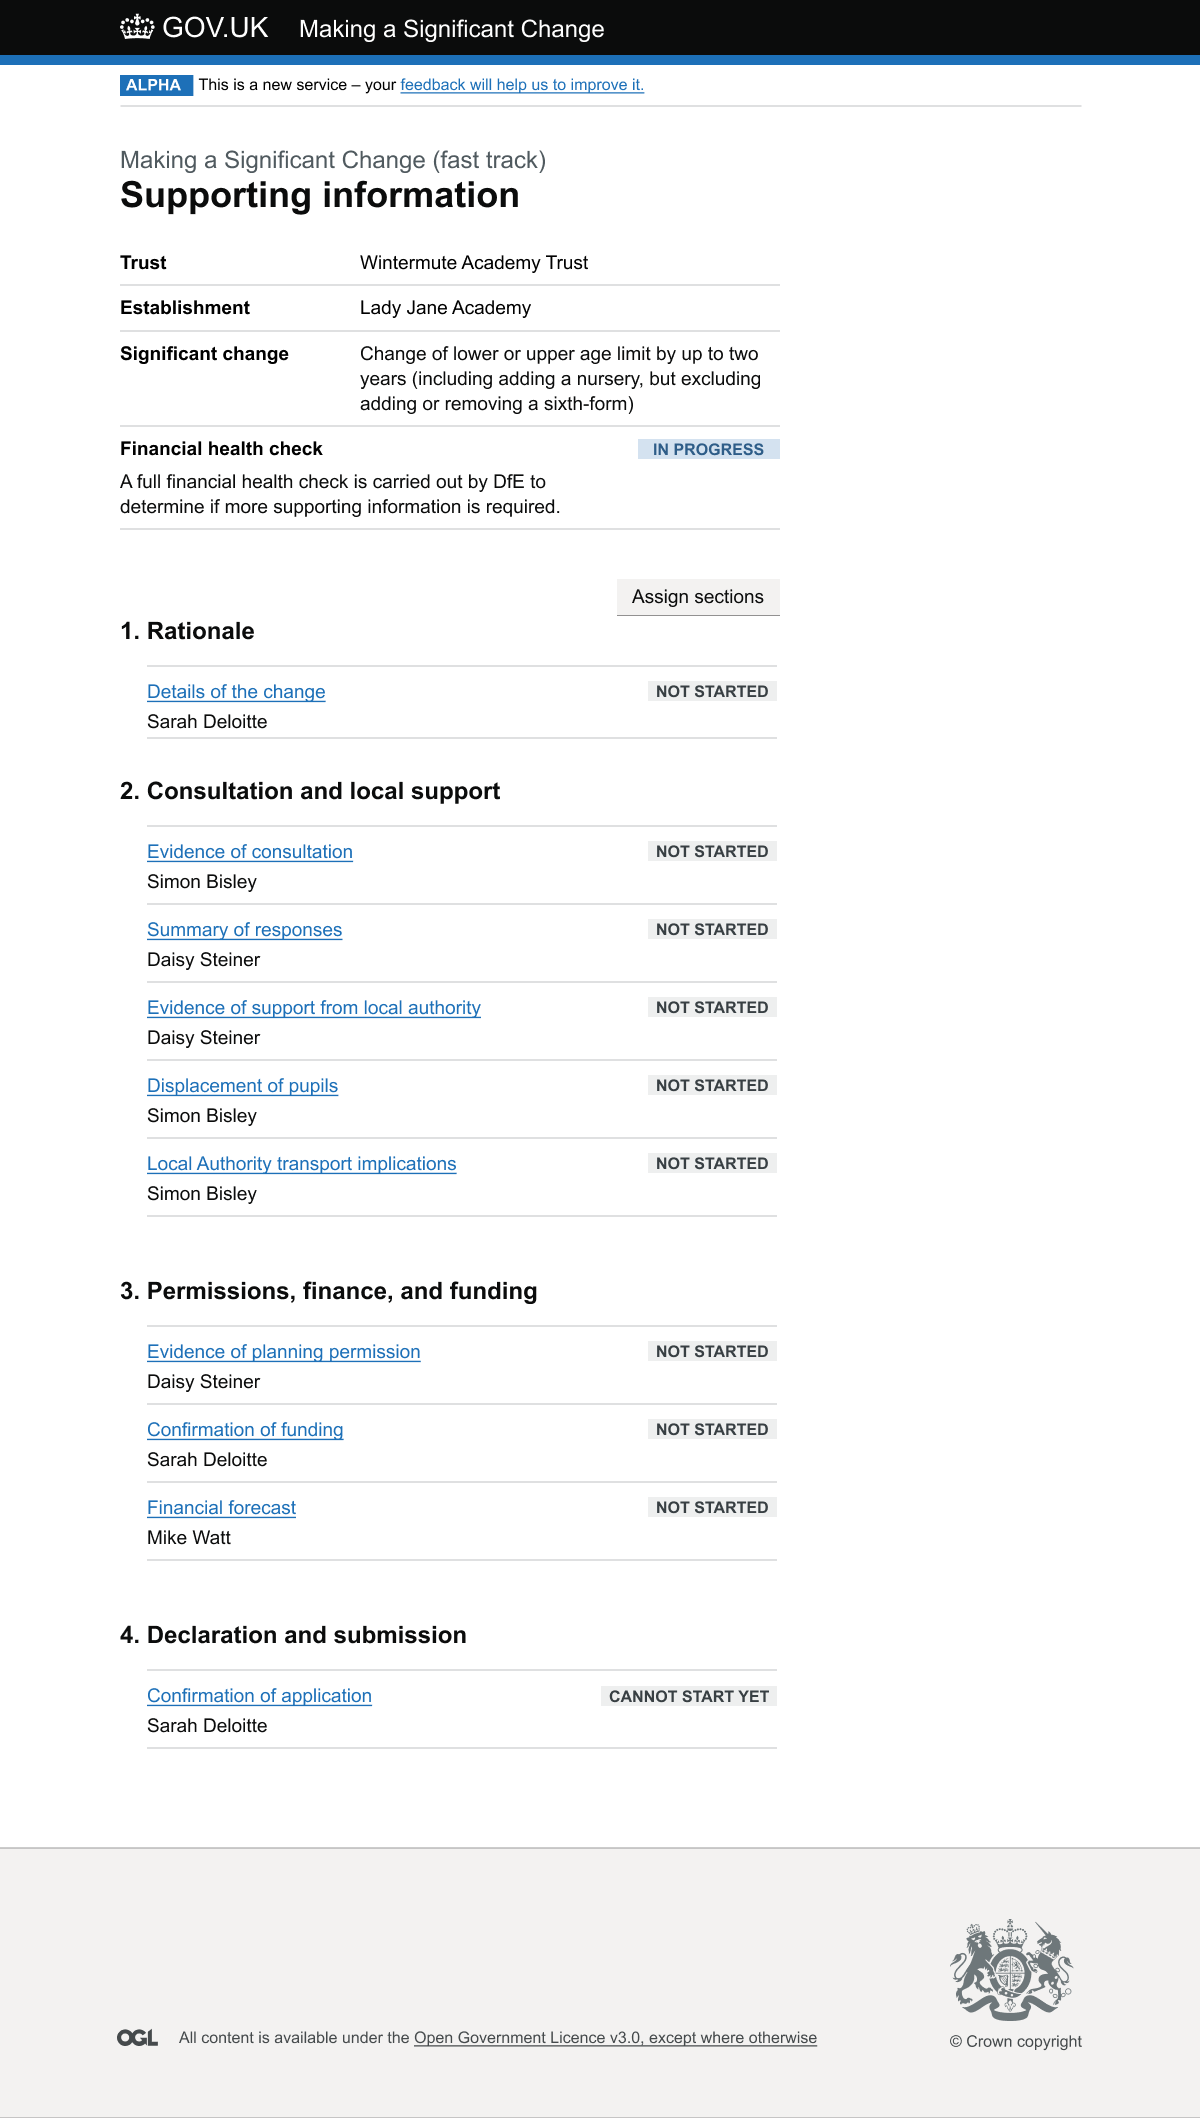 GOV.UK Making a Significant Change
ALPHA This is a new service – your feedback will help us to improve it.
Making a Significant Change (fast track)
Supporting information
Trust Wintermute Academy Trust
Establishment Lady Jane Academy
Significant change Change of lower or upper age limit by up to two
years (including adding a nursery, but excluding
adding or removing a sixth-form)
Financial health check IN PROGRESS
A full financial health check is carried out by DfE to
determine if more supporting information is required.
Assign sections
1. Rationale
Details of the change NOT STARTED
Sarah Deloitte
2. Consultation and local support
Evidence of consultation NOT STARTED
Simon Bisley
Summary of responses NOT STARTED
Daisy Steiner
Evidence of support from local authority NOT STARTED
Daisy Steiner
Displacement of pupils NOT STARTED
Simon Bisley
Local Authority transport implications NOT STARTED
Simon Bisley
3. Permissions, finance, and funding
Evidence of planning permission NOT STARTED
Daisy Steiner
Confirmation of funding NOT STARTED
Sarah Deloitte
Financial forecast NOT STARTED
Mike Watt
4. Declaration and submission
Confirmation of application CANNOT START YET
Sarah Deloitte
OGL All content is available under the Open Government Licence v3.0, except where otherwise
© Crown copyright